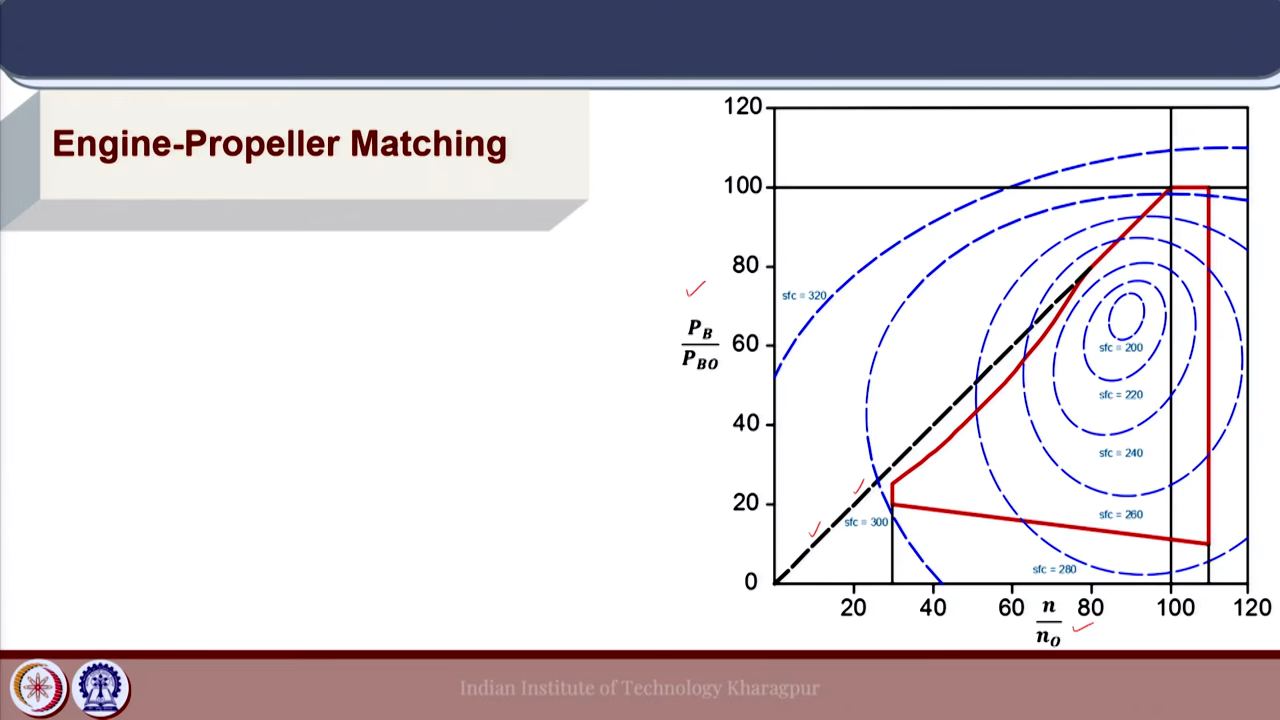 Engine-Propeller Matching
120
100
80
60
40
20
0
P_B
P_BO
sfc = 320
sfc = 200
sfc = 220
sfc = 240
sfc = 260
sfc = 300
sfc = 280
20 40 60 80 100 120
n
n_O
Indian Institute of Technology Kharagpur